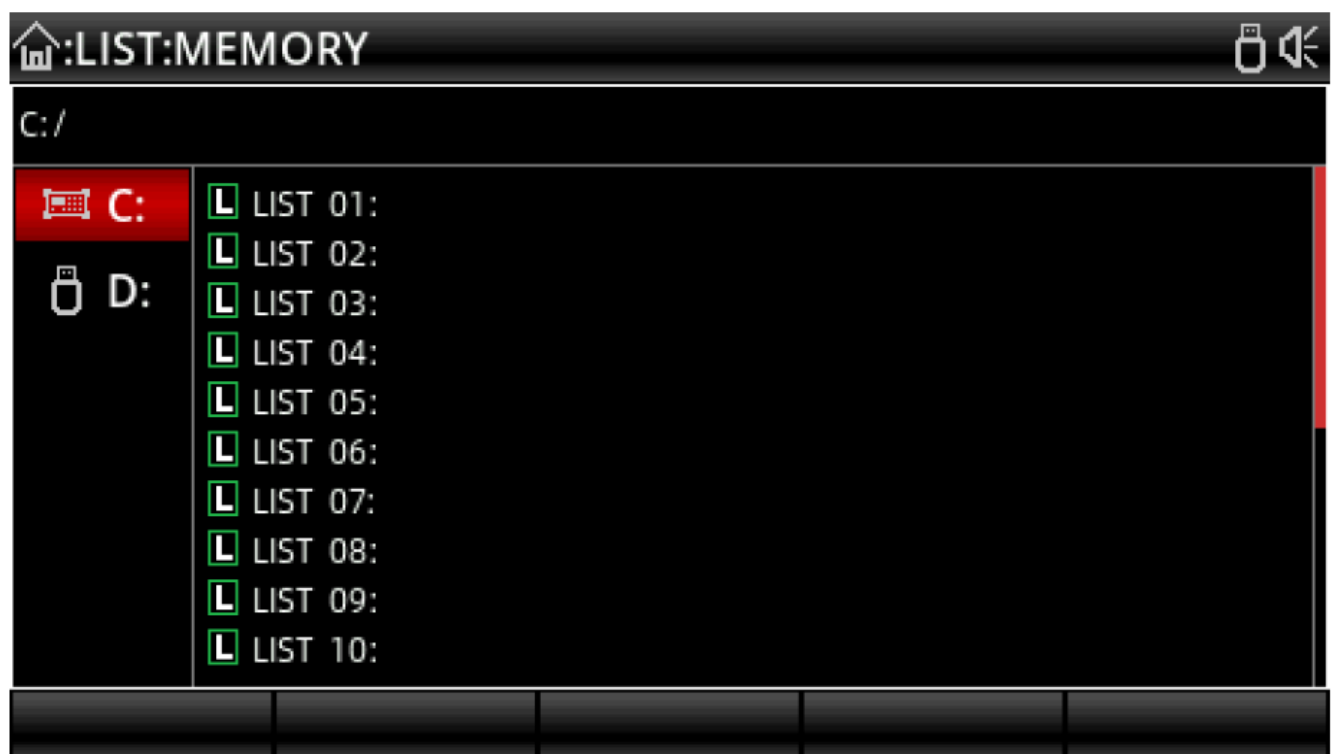 :LIST:MEMORY
C:/
C:
D:
L LIST 01:
L LIST 02:
L LIST 03:
L LIST 04:
L LIST 05:
L LIST 06:
L LIST 07:
L LIST 08:
L LIST 09:
L LIST 10: